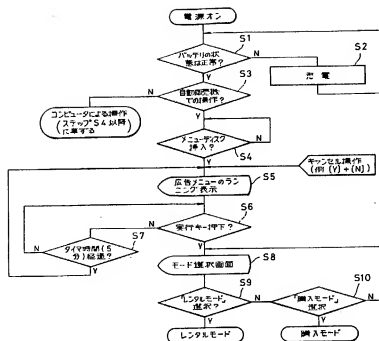 電源オン
S1
バッテリの状
態は正常?
N
Y
S2
充電
S3
自動販売機
での操作?
N
Y
コンピュータによる操作
(ステップS4以降
に準ずる)
メニューディスク
挿入?
N
Y
S4
キャンセル操作
(例 (Y)+(N))
広告メニューのラン
ニング表示
S5
S6
実行キー押下?
N
Y
S7
タイマ時間(5
分)経過?
N
Y
モード選択画面
S8
S9
「レンタルモード」
選択?
N
Y
S10
「購入モード」
選択
N
Y
レンタルモード
購入モード